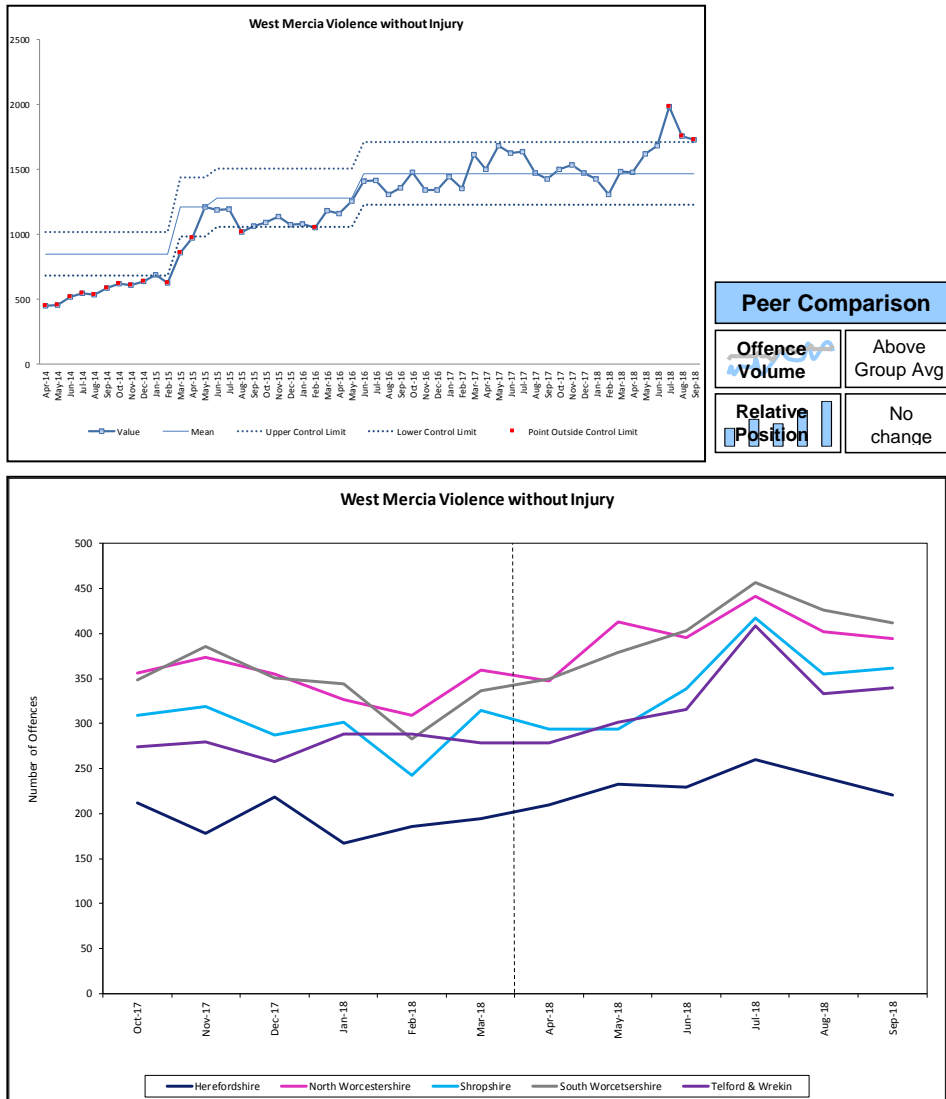 West Mercia Violence without Injury
2500
2000
1500
1000
500
0
Apr-14
May-14
Jun-14
Jul-14
Aug-14
Sep-14
Oct-14
Nov-14
Dec-14
Jan-15
Feb-15
Mar-15
Apr-15
May-15
Jun-15
Jul-15
Aug-15
Sep-15
Oct-15
Nov-15
Dec-15
Jan-16
Feb-16
Mar-16
Apr-16
May-16
Jun-16
Jul-16
Aug-16
Sep-16
Oct-16
Nov-16
Dec-16
Jan-17
Feb-17
Mar-17
Apr-17
May-17
Jun-17
Jul-17
Aug-17
Sep-17
Oct-17
Nov-17
Dec-17
Jan-18
Feb-18
Mar-18
Apr-18
May-18
Jun-18
Jul-18
Aug-18
Sep-18
Value Mean Upper Control Limit Lower Control Limit Point Outside Control Limit
Peer Comparison
Offence Above
Volume Group Avg
Relative No
Position change
West Mercia Violence without Injury
500
450
400
350
300
250
200
150
100
50
0
Number of Offences
Oct-17
Nov-17
Dec-17
Jan-18
Feb-18
Mar-18
Apr-18
May-18
Jun-18
Jul-18
Aug-18
Sep-18
Herefordshire North Worcestershire Shropshire South Worcetsershire Telford & Wrekin